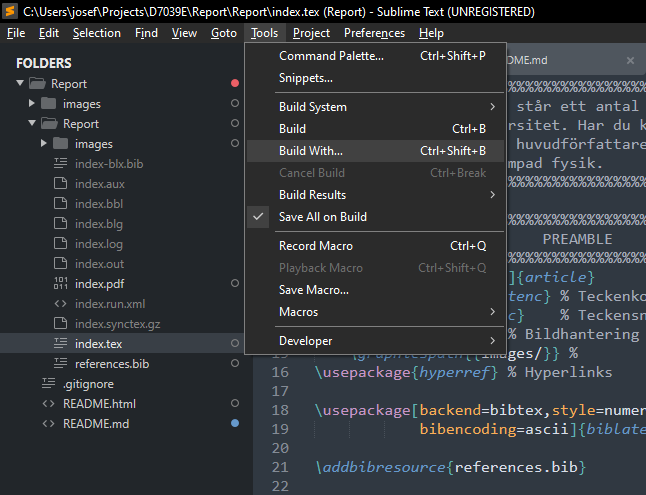 C:\Users\josef\Projects\D7039E\Report\Report\index.tex (Report) - Sublime Text (UNREGISTERED)
File Edit Selection Find View Goto Tools Project Preferences Help
FOLDERS
Report
images
Report
images
index-blx.bib
index.aux
index.bbl
index.blg
index.log
index.out
index.pdf
index.run.xml
index.synctex.gz
index.tex
references.bib
.gitignore
README.html
README.md
Command Palette... Ctrl+Shift+P
Snippets...
Build System
Build Ctrl+B
Build With... Ctrl+Shift+B
Cancel Build Ctrl+Break
Build Results
Save All on Build
Record Macro Ctrl+Q
Playback Macro Ctrl+Shift+Q
Save Macro...
Macros
Developer
står ett antal
rsitet. Har du k
huvudförfattare
mpad fysik.
PREAMBLE
]{article}
tenc} % Teckenko
c} % Teckensn
% Bildhantering
images/}} %
16 \usepackage{hyperref} % Hyperlinks
17
18 \usepackage[backend=bibtex,style=numer
19 bibencoding=ascii]{biblate
20
21 \addbibresource{references.bib}
22